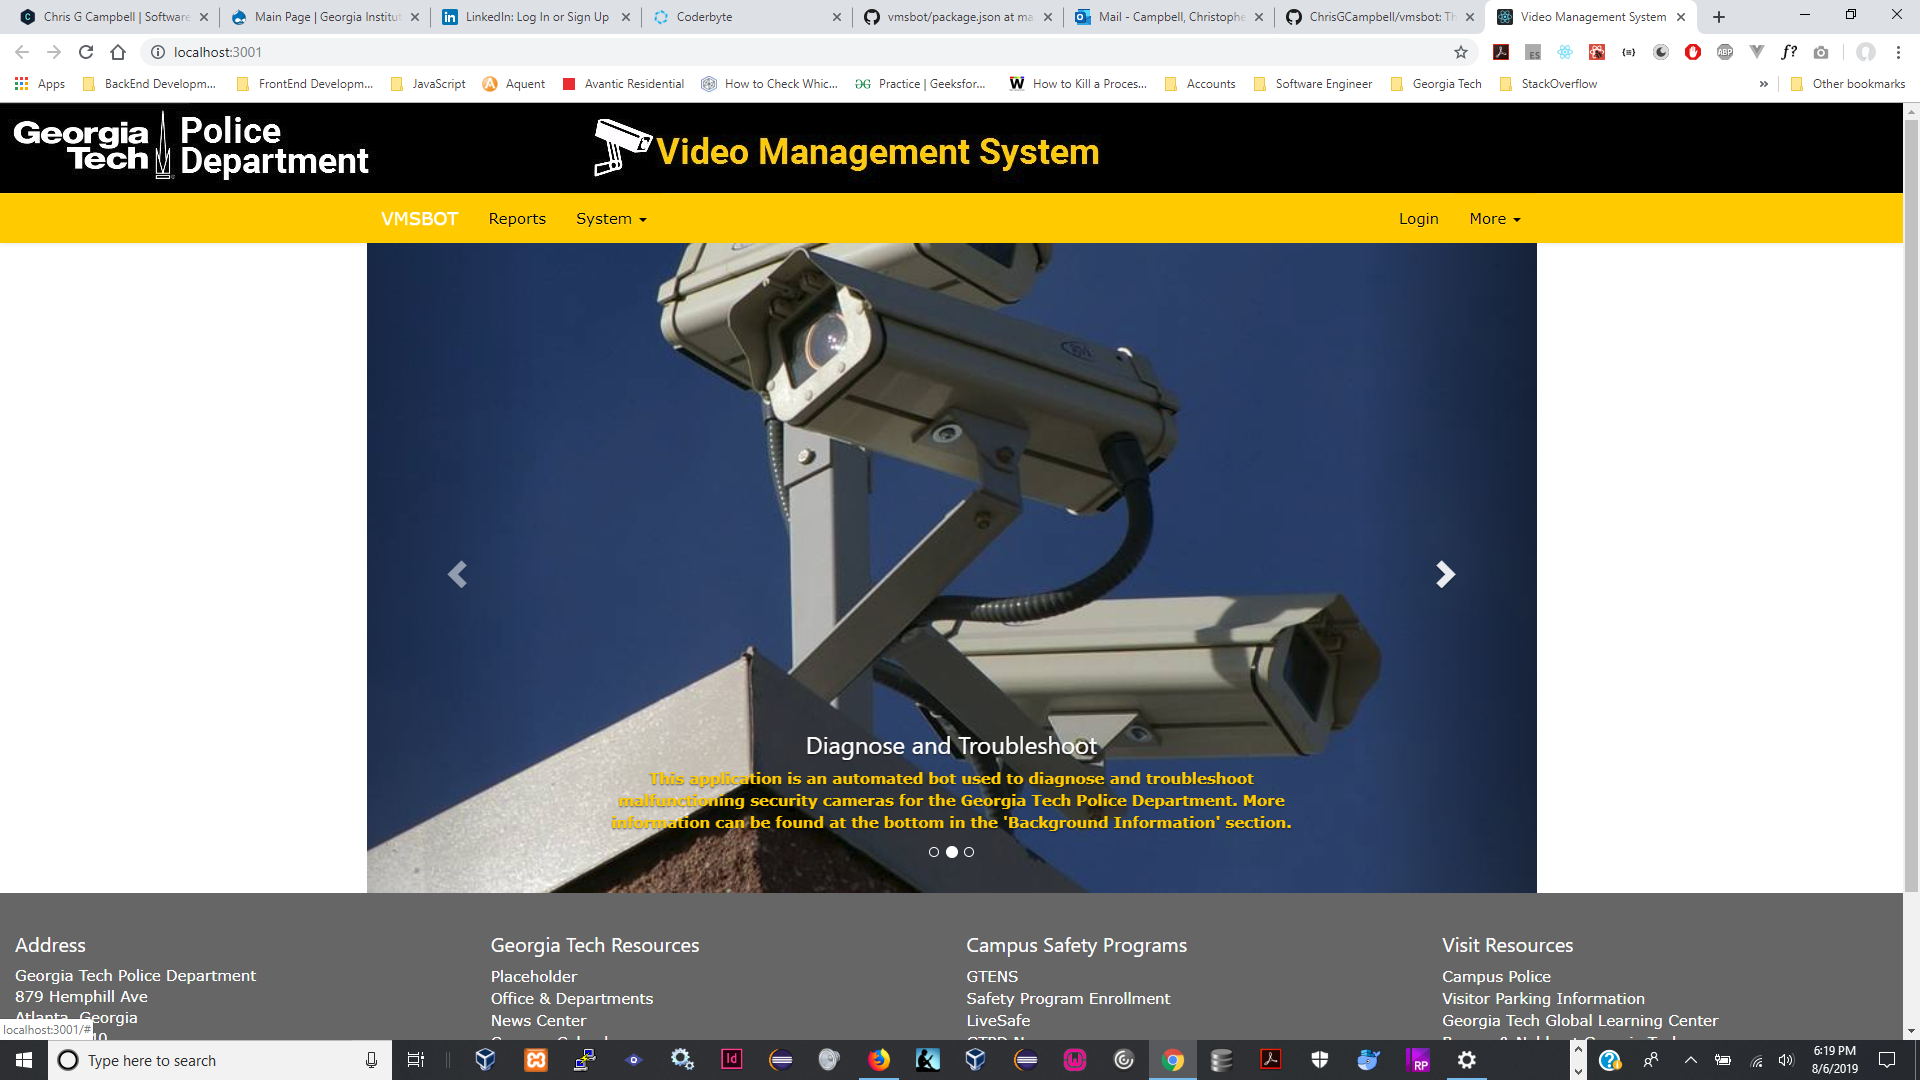 Chris G Campbell | Software
Main Page | Georgia Institut
LinkedIn: Log In or Sign Up
Coderbyte
vmsbot/package.json at ma
Mail - Campbell, Christophe
ChrisGCampbell/vmsbot: Th
Video Management System
localhost:3001
Apps
BackEnd Developm...
FrontEnd Developm...
JavaScript
Aquent
Avantic Residential
How to Check Whic...
Practice | Geeksfor...
How to Kill a Proces...
Accounts
Software Engineer
Georgia Tech
StackOverflow
»
Other bookmarks
Georgia Tech Police Department
Video Management System
VMSBOT
Reports
System
Login
More
Diagnose and Troubleshoot
This application is an automated bot used to diagnose and troubleshoot
malfunctioning security cameras for the Georgia Tech Police Department. More
information can be found at the bottom in the 'Background Information' section.
Address
Georgia Tech Police Department
879 Hemphill Ave
Atlanta, Georgia
Georgia Tech Resources
Placeholder
Office & Departments
News Center
Campus Safety Programs
GTENS
Safety Program Enrollment
LiveSafe
Visit Resources
Campus Police
Visitor Parking Information
Georgia Tech Global Learning Center
localhost:3001/#
Type here to search
6:19 PM
8/6/2019